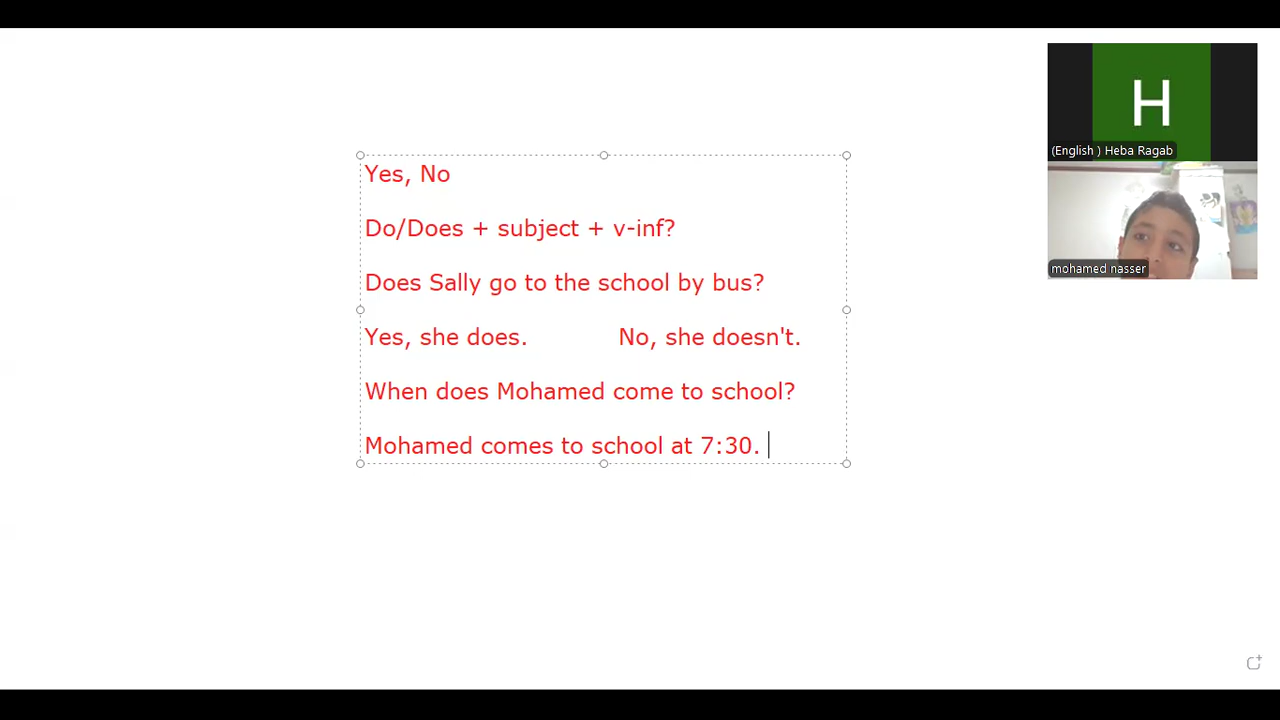 H
(English ) Heba Ragab
mohamed nasser
Yes, No
Do/Does + subject + v-inf?
Does Sally go to the school by bus?
Yes, she does. No, she doesn't.
When does Mohamed come to school?
Mohamed comes to school at 7:30.